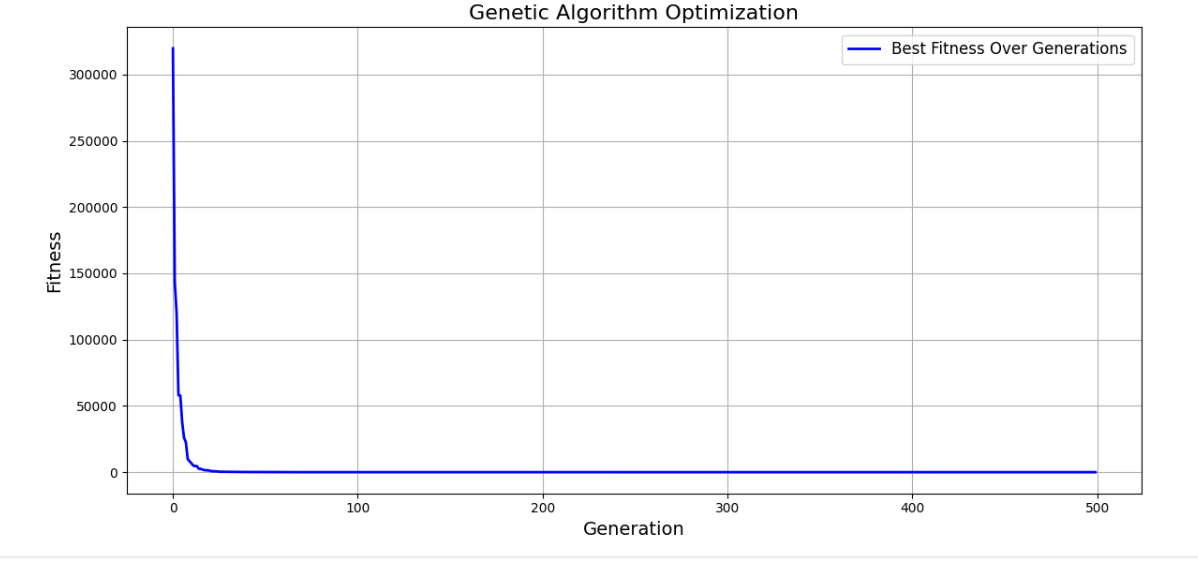 Genetic Algorithm Optimization
Best Fitness Over Generations
300000
250000
200000
150000
100000
50000
0
Fitness
0 100 200 300 400 500
Generation